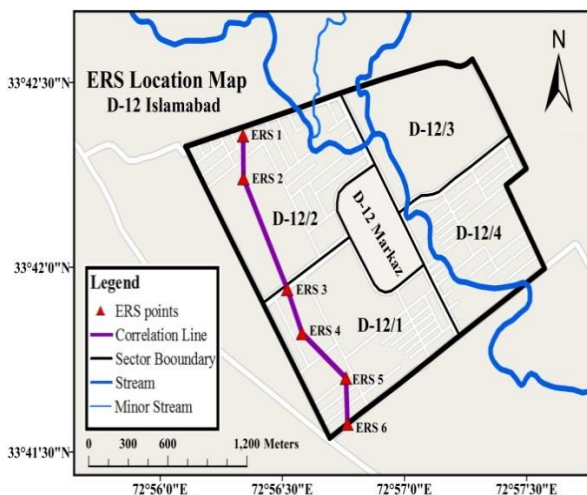 ERS Location Map
D-12 Islamabad
N
33°42'30"N
33°42'0"N
33°41'30"N
ERS 1
ERS 2
ERS 3
ERS 4
ERS 5
ERS 6
D-12/3
D-12/2
D-12 Markaz
D-12/4
D-12/1
Legend
ERS points
Correlation Line
Sector Booundary
Stream
Minor Stream
0 300 600 1,200 Meters
72°56'0"E
72°56'30"E
72°57'0"E
72°57'30"E